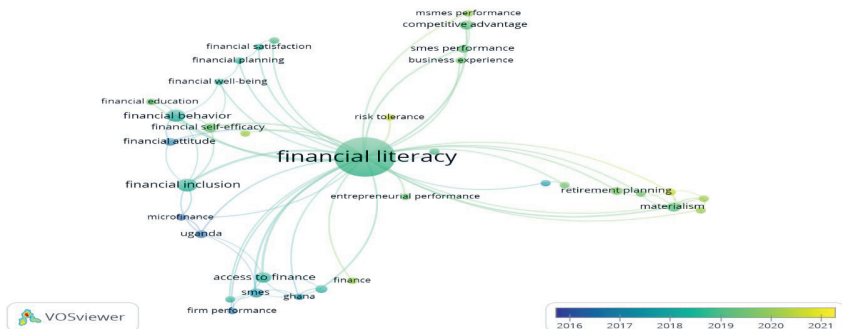 msmes performance
competitive advantage
financial satisfaction
smes performance
financial planning
business experience
financial well-being
financial education
financial behavior
risk tolerance
financial self-efficacy
financial attitude
financial literacy
financial inclusion
retirement planning
entrepreneurial performance
materialism
microfinance
uganda
access to finance
finance
smes
ghana
firm performance
VOSviewer
2016 2017 2018 2019 2020 2021